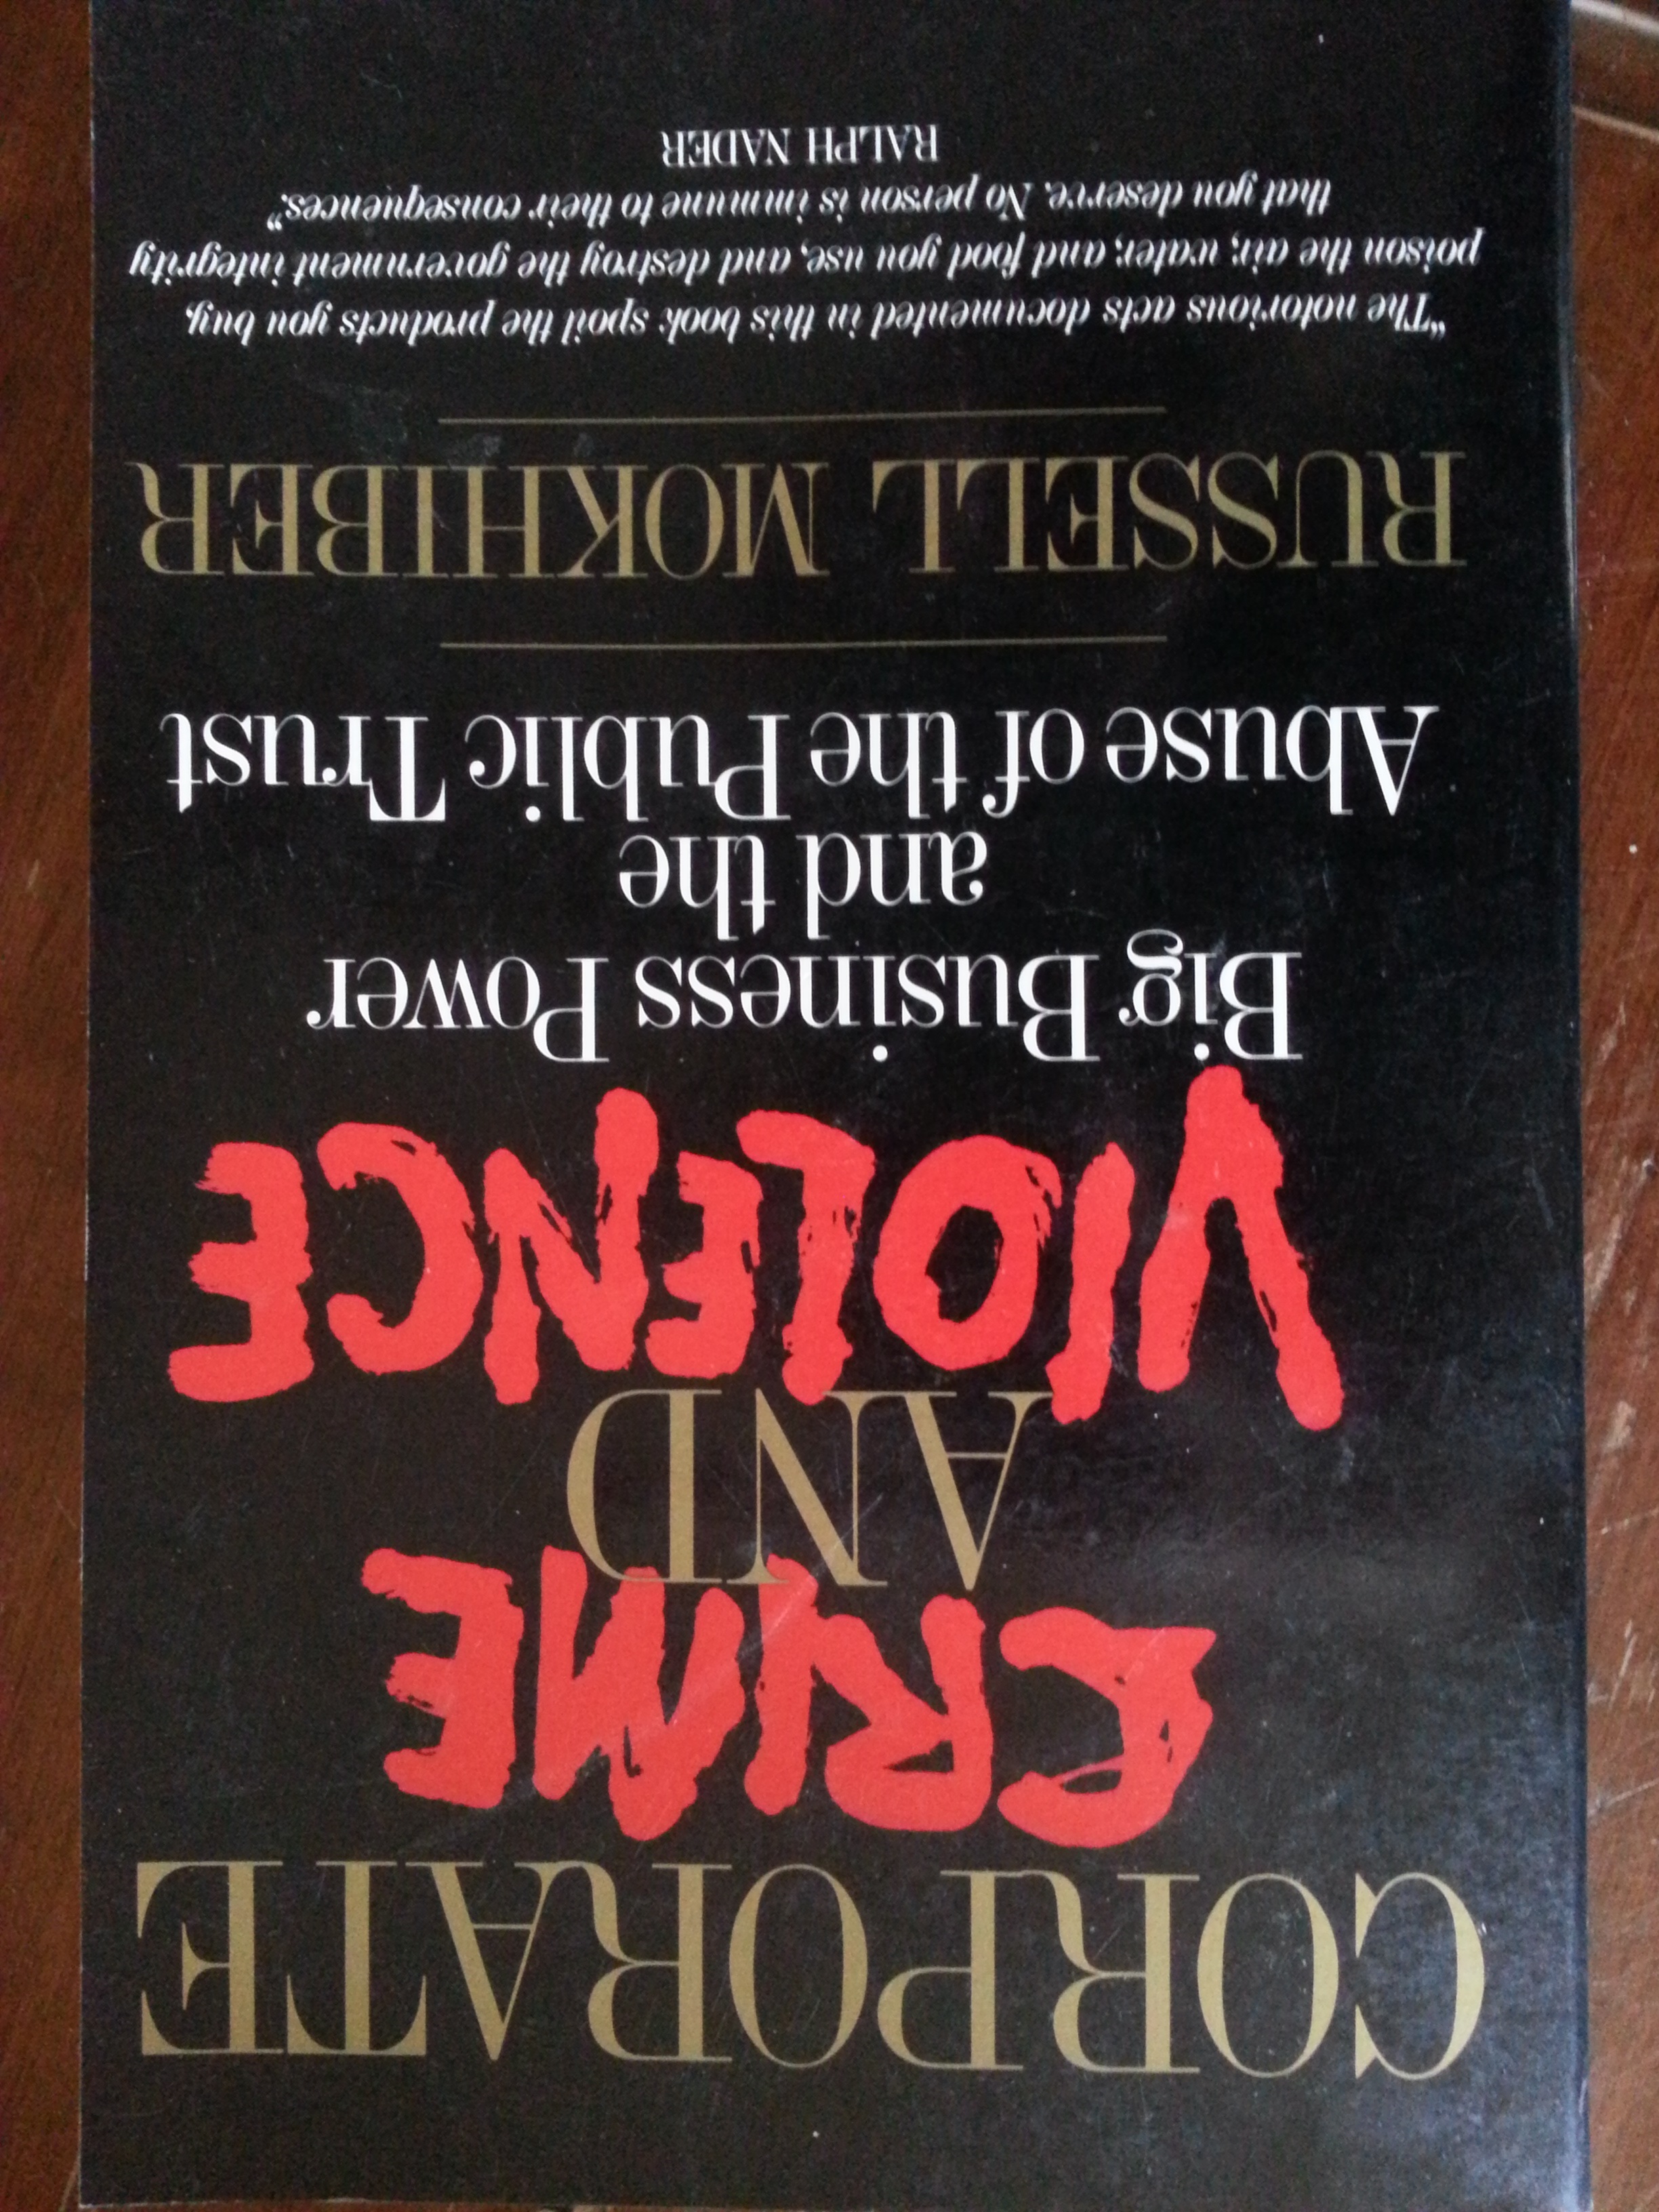 CORPORATE
CRIME
AND
VIOLENCE
Big Business Power
and the
Abuse of the Public Trust
RUSSELL MOKHIBER
“The notorious acts documented in this book spoil the products you buy,
poison the air, water, and food you use, and destroy the government integrity
that you deserve. No person is immune to their consequences.”
RALPH NADER